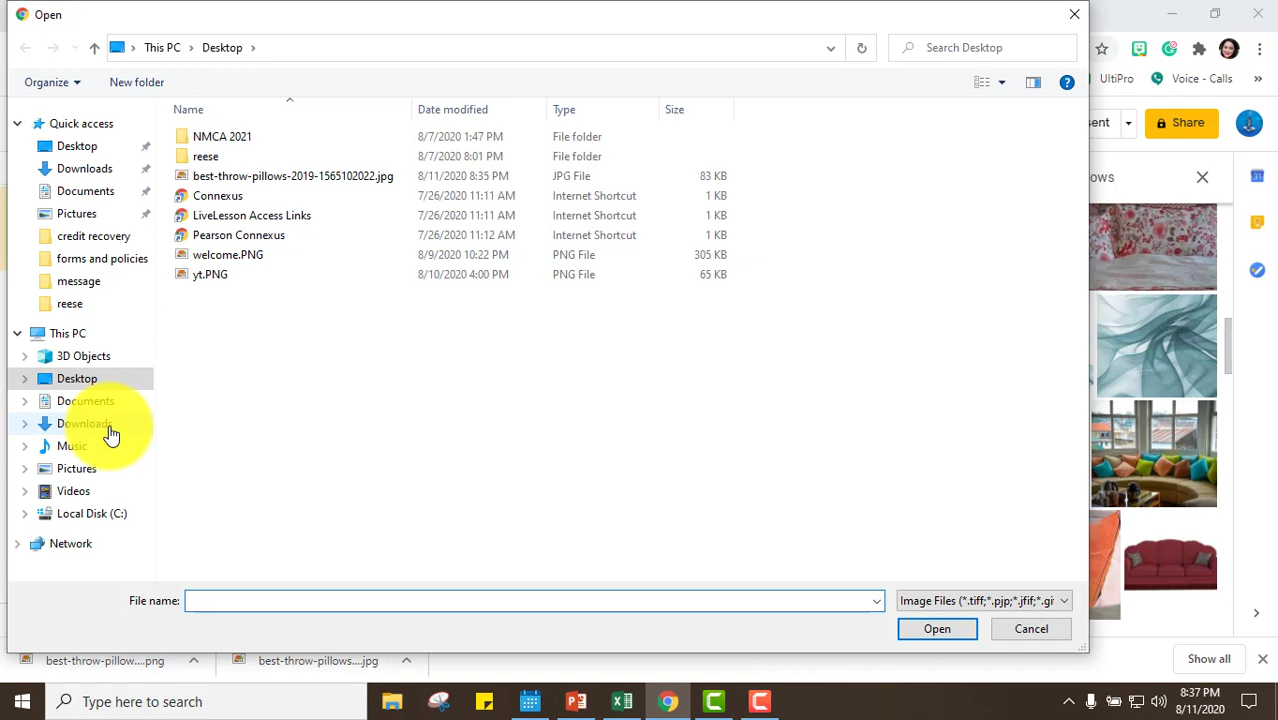 Open
This PC
Desktop
Search Desktop
Organize
New folder
UltiPro
Voice - Calls
Name
Date modified
Type
Size
Quick access
Desktop
Downloads
Documents
Pictures
credit recovery
forms and policies
message
reese
This PC
3D Objects
Desktop
Documents
Downloads
Music
Pictures
Videos
Local Disk (C:)
Network
NMCA 2021 8/7/2020 1:47 PM File folder
reese 8/7/2020 8:01 PM File folder
best-throw-pillows-2019-1565102022.jpg 8/11/2020 8:35 PM JPG File 83 KB
Connexus 7/26/2020 11:11 AM Internet Shortcut 1 KB
LiveLesson Access Links 7/26/2020 11:11 AM Internet Shortcut 1 KB
Pearson Connexus 7/26/2020 11:12 AM Internet Shortcut 1 KB
welcome.PNG 8/9/2020 10:22 PM PNG File 305 KB
yt.PNG 8/10/2020 4:00 PM PNG File 65 KB
ent
Share
ows
File name:
Image Files (*.tiff;*.pjp;*.jfif;*.gi
Open
Cancel
best-throw-pillow....png
best-throw-pillows....jpg
Show all
Type here to search
8:37 PM
8/11/2020